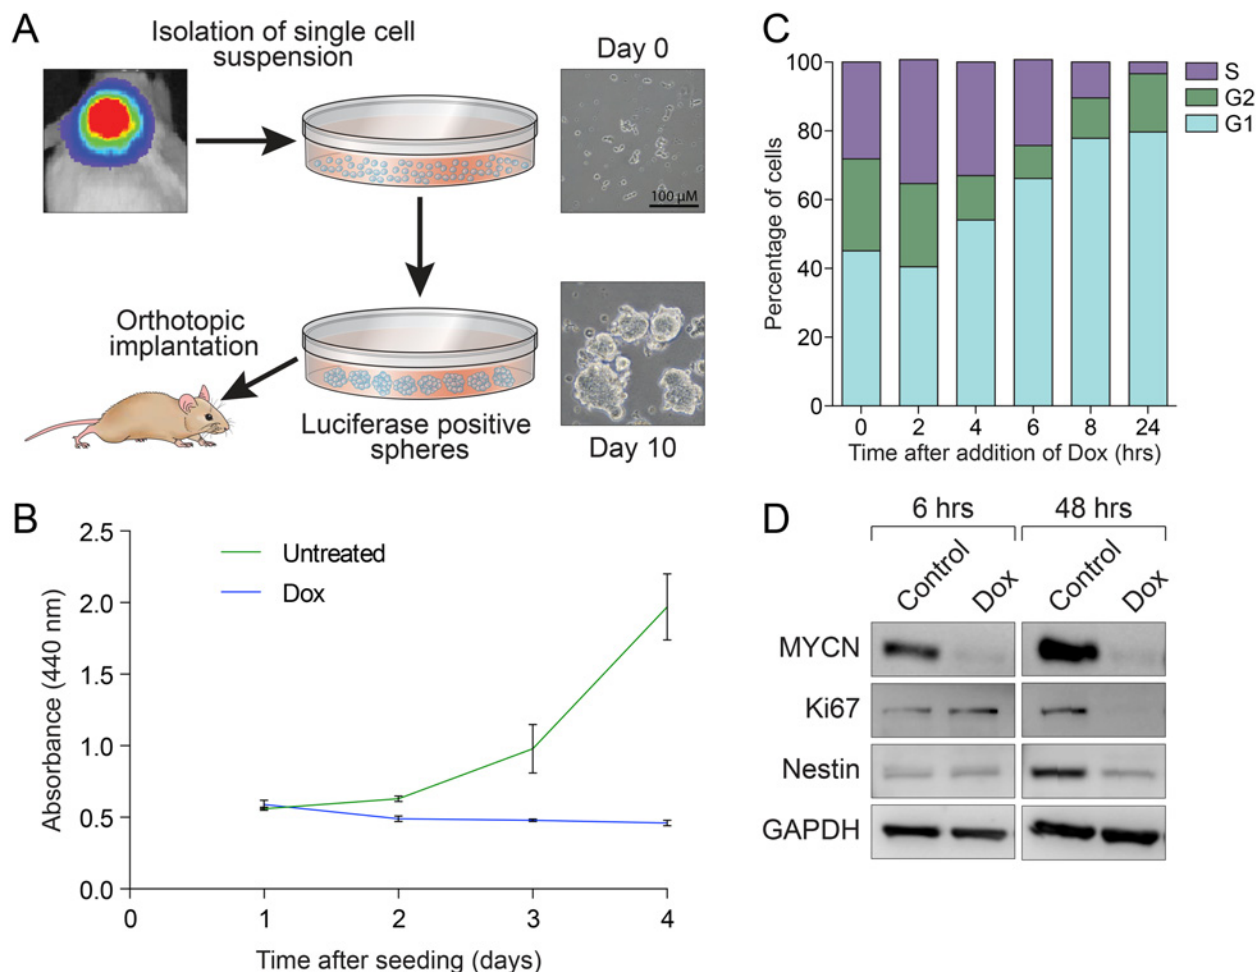 A
Isolation of single cell
suspension
Day 0
100 µM
Orthotopic
implantation
Luciferase positive
spheres
Day 10
B
2.5
2.0
1.5
1.0
0.5
0.0
Absorbance (440 nm)
Untreated
Dox
0 1 2 3 4
Time after seeding (days)
C
100
80
60
40
20
0
Percentage of cells
S
G2
G1
0 2 4 6 8 24
Time after addition of Dox (hrs)
D
6 hrs 48 hrs
Control Dox Control Dox
MYCN
Ki67
Nestin
GAPDH